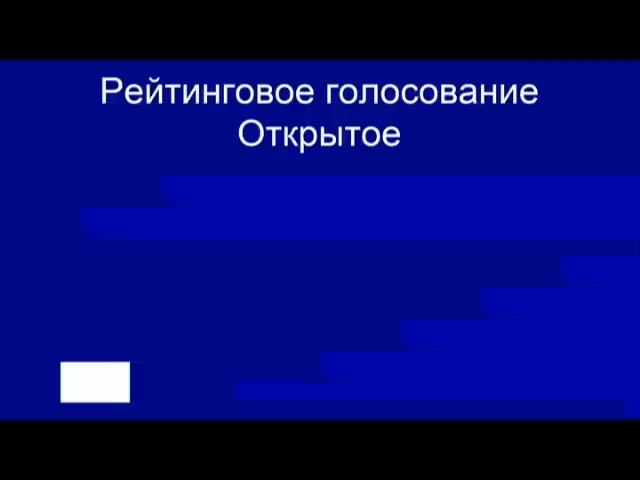 Рейтинговое голосование
Открытое